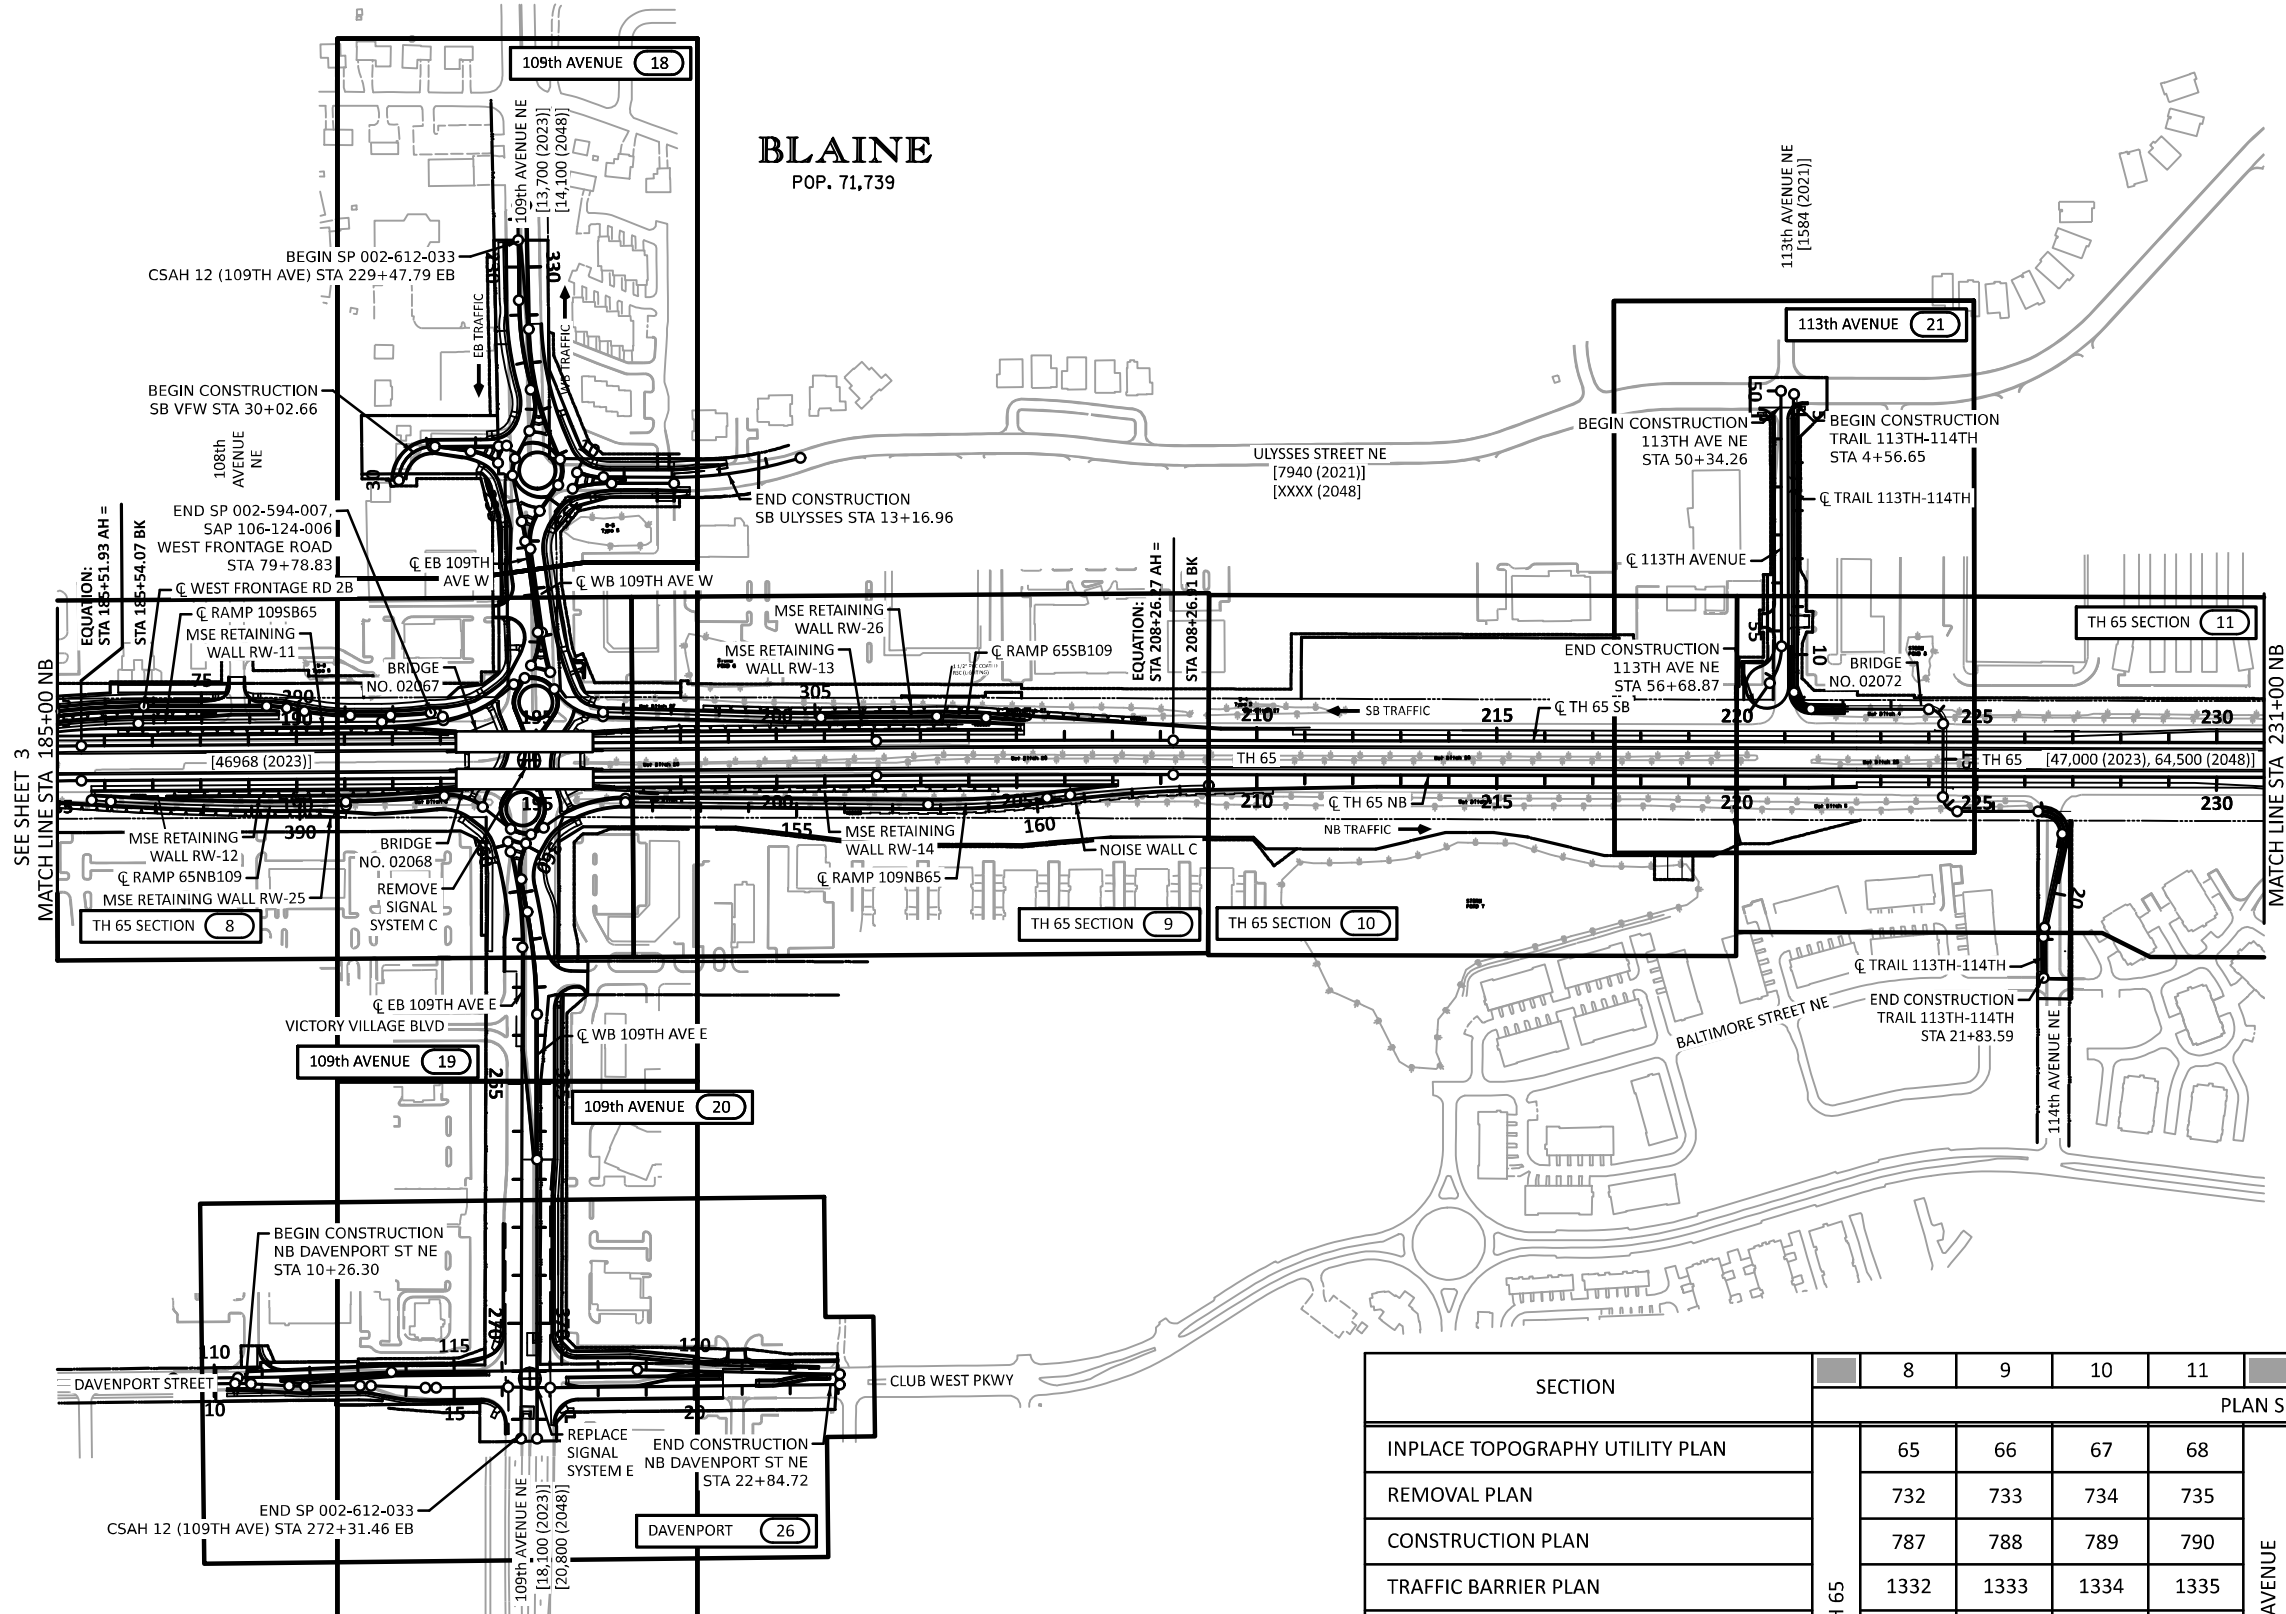 109th AVENUE 18
109th AVENUE NE
[13,700 (2023)]
[14,100 (2048)]
BLAINE
POP. 71,739
113th AVENUE NE
[1584 (2021)]
BEGIN SP 002-612-033
CSAH 12 (109TH AVE) STA 229+47.79 EB
330
EB TRAFFIC
WB TRAFFIC
113th AVENUE 21
BEGIN CONSTRUCTION
SB VFW STA 30+02.66
108th
AVENUE
NE
30
50
BEGIN CONSTRUCTION
113TH AVE NE
STA 50+34.26
BEGIN CONSTRUCTION
TRAIL 113TH-114TH
STA 4+56.65
ULYSSES STREET NE
[7940 (2021)]
[XXXX (2048]
END CONSTRUCTION
SB ULYSSES STA 13+16.96
℄ TRAIL 113TH-114TH
END SP 002-594-007,
SAP 106-124-006
WEST FRONTAGE ROAD
STA 79+78.83
EQUATION:
STA 185+51.93 AH =
STA 185+54.07 BK
℄ EB 109TH
AVE W
℄ WB 109TH AVE W
℄ 113TH AVENUE
℄ WEST FRONTAGE RD 2B
℄ RAMP 109SB65
MSE RETAINING
WALL RW-11
MSE RETAINING
WALL RW-26
MSE RETAINING
WALL RW-13
℄ RAMP 65SB109
EQUATION:
STA 208+26.27 AH =
STA 208+26.01 BK
TH 65 SECTION 11
END CONSTRUCTION
113TH AVE NE
STA 56+68.87
55
10
BRIDGE
NO. 02067
BRIDGE
NO. 02072
75
290
190
195
305
200
205
210
SB TRAFFIC
215
℄ TH 65 SB
220
225
230
SEE SHEET 3
MATCH LINE STA 185+00 NB
MATCH LINE STA 231+00 NB
[46968 (2023)]
TH 65
TH 65
[47,000 (2023), 64,500 (2048)]
190
390
195
200
155
205
160
210
℄ TH 65 NB
215
220
225
230
NB TRAFFIC
MSE RETAINING
WALL RW-12
℄ RAMP 65NB109
MSE RETAINING WALL RW-25
BRIDGE
NO. 02068
REMOVE
SIGNAL
SYSTEM C
MSE RETAINING
WALL RW-14
℄ RAMP 109NB65
NOISE WALL C
260
TH 65 SECTION 8
TH 65 SECTION 9
TH 65 SECTION 10
20
℄ TRAIL 113TH-114TH
℄ EB 109TH AVE E
VICTORY VILLAGE BLVD
℄ WB 109TH AVE E
BALTIMORE STREET NE
END CONSTRUCTION
TRAIL 113TH-114TH
STA 21+83.59
114th AVENUE NE
109th AVENUE 19
265
109th AVENUE 20
BEGIN CONSTRUCTION
NB DAVENPORT ST NE
STA 10+26.30
270
370
110
115
120
DAVENPORT STREET
CLUB WEST PKWY
10
15
20
REPLACE
SIGNAL
SYSTEM E
END CONSTRUCTION
NB DAVENPORT ST NE
STA 22+84.72
END SP 002-612-033
CSAH 12 (109TH AVE) STA 272+31.46 EB
109th AVENUE NE
[18,100 (2023)]
[20,800 (2048)]
DAVENPORT 26
SECTION 8 9 10 11
PLAN S
INPLACE TOPOGRAPHY UTILITY PLAN 65 66 67 68
REMOVAL PLAN 732 733 734 735
CONSTRUCTION PLAN 787 788 789 790
TRAFFIC BARRIER PLAN 1332 1333 1334 1335
H 65
AVENUE